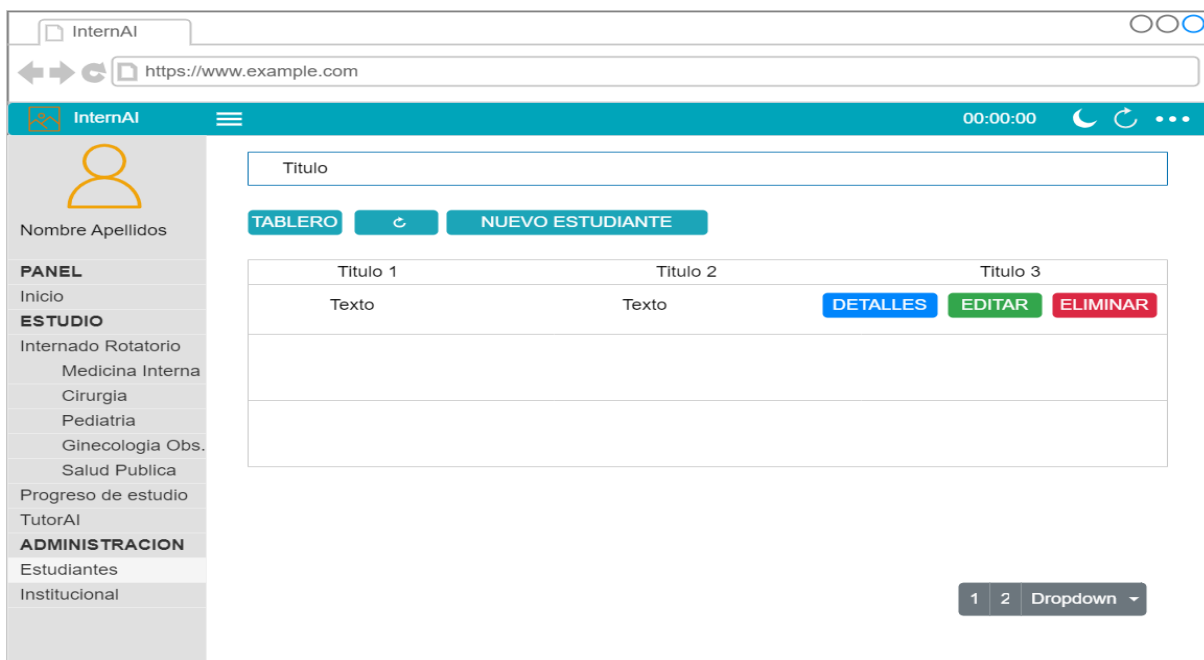 InternAI
https://www.example.com
InternAI
00:00:00
Nombre Apellidos
PANEL
Inicio
ESTUDIO
Internado Rotatorio
Medicina Interna
Cirurgia
Pediatria
Ginecologia Obs.
Salud Publica
Progreso de estudio
TutorAI
ADMINISTRACION
Estudiantes
Institucional
Titulo
TABLERO NUEVO ESTUDIANTE
Titulo 1 Titulo 2 Titulo 3
Texto Texto DETALLES EDITAR ELIMINAR
1 2 Dropdown